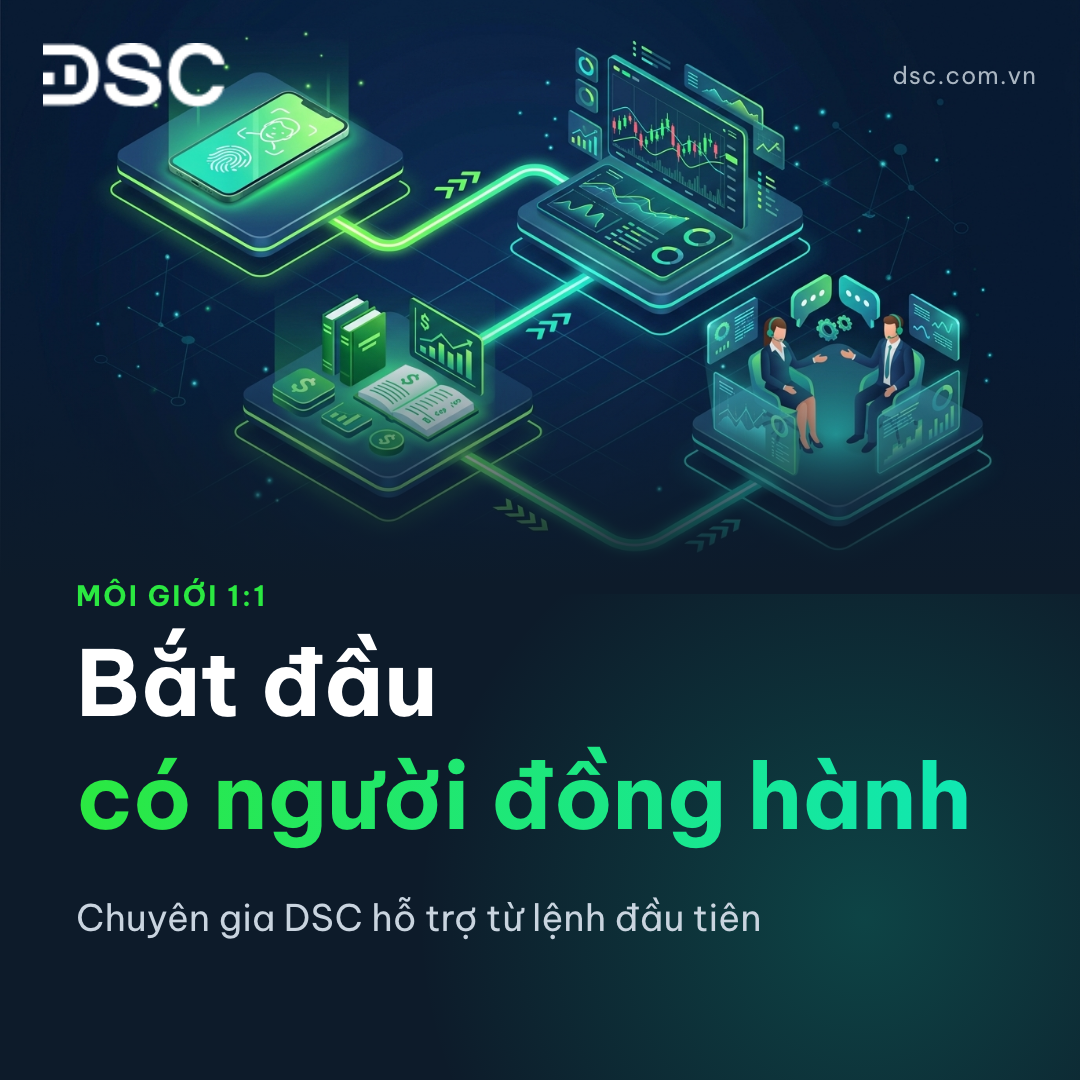 DSC
dsc.com.vn
MÔI GIỚI 1:1
Bắt đầu
có người đồng hành
Chuyên gia DSC hỗ trợ từ lệnh đầu tiên